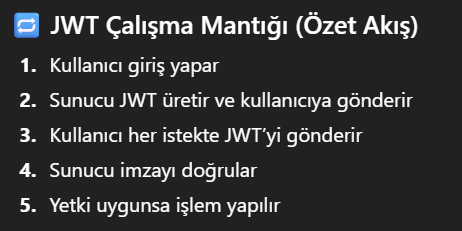 🔁 JWT Çalışma Mantığı (Özet Akış)
1. Kullanıcı giriş yapar
2. Sunucu JWT üretir ve kullanıcıya gönderir
3. Kullanıcı her istekte JWT’yi gönderir
4. Sunucu imzayı doğrular
5. Yetki uygunsa işlem yapılır